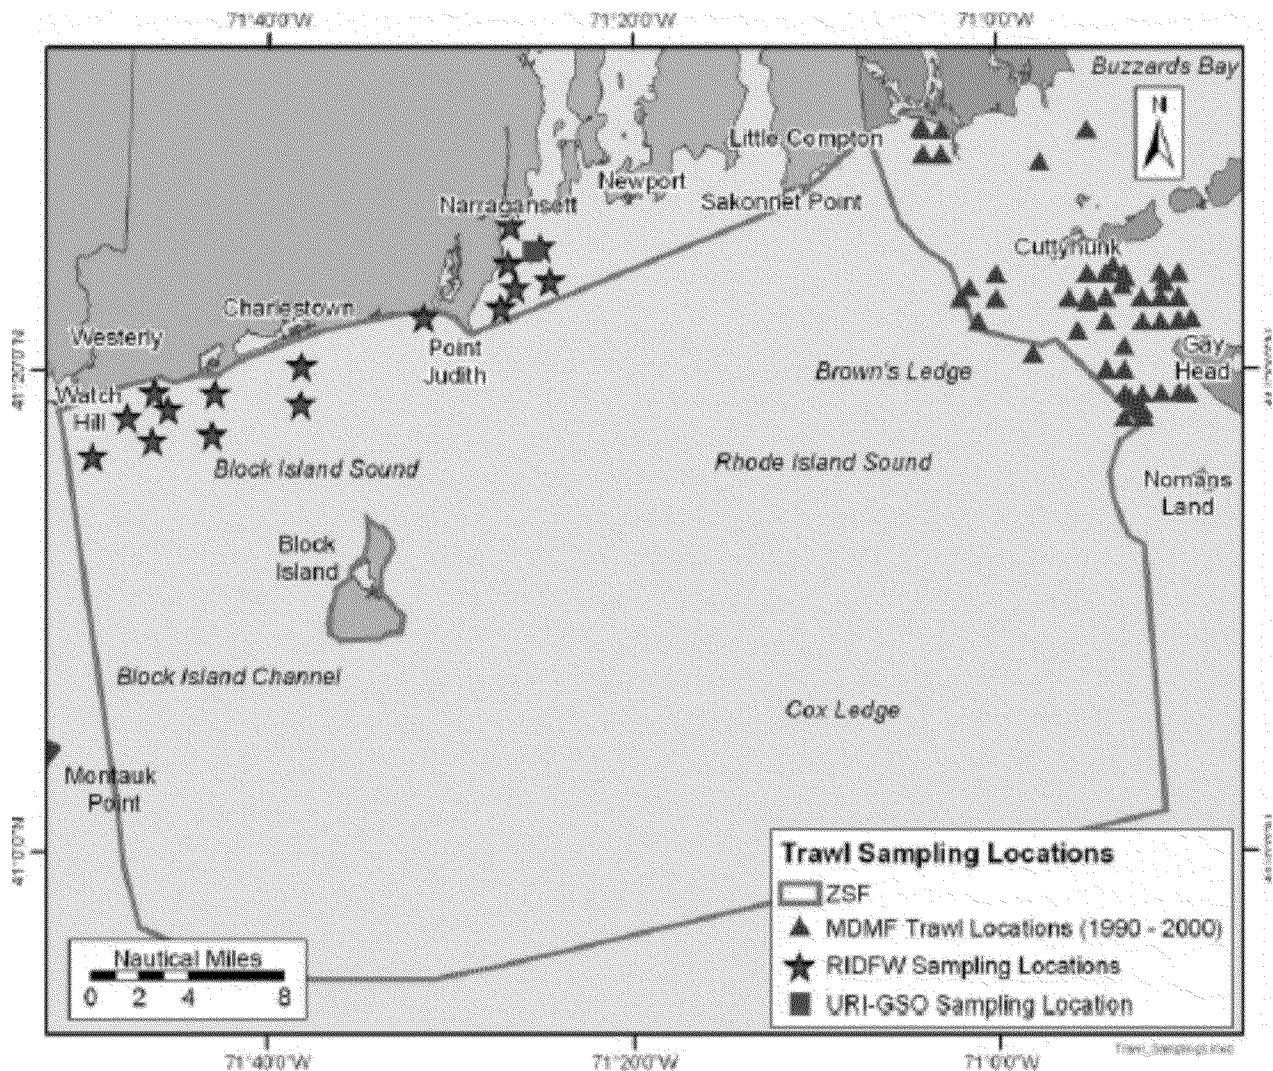 71°40'0"W 71°20'0"W 71°0'0"W
Buzzards Bay
N
Little Compton
Newport
Narragansett
Sakonnet Point
Cuttyhunk
Charlestown
Westerly
Point
Judith
41°20'0"N
Gay
Head
Brown's Ledge
Watch
Hill
Block Island Sound
Rhode Island Sound
Nomans
Land
Block
Island
Block Island Channel
Cox Ledge
Montauk
Point
41°0'0"N
Trawl Sampling Locations
ZSF
MDMF Trawl Locations (1990 - 2000)
RIDFW Sampling Locations
URI-GSO Sampling Location
Nautical Miles
0 2 4 8
71°40'0"W 71°20'0"W 71°0'0"W